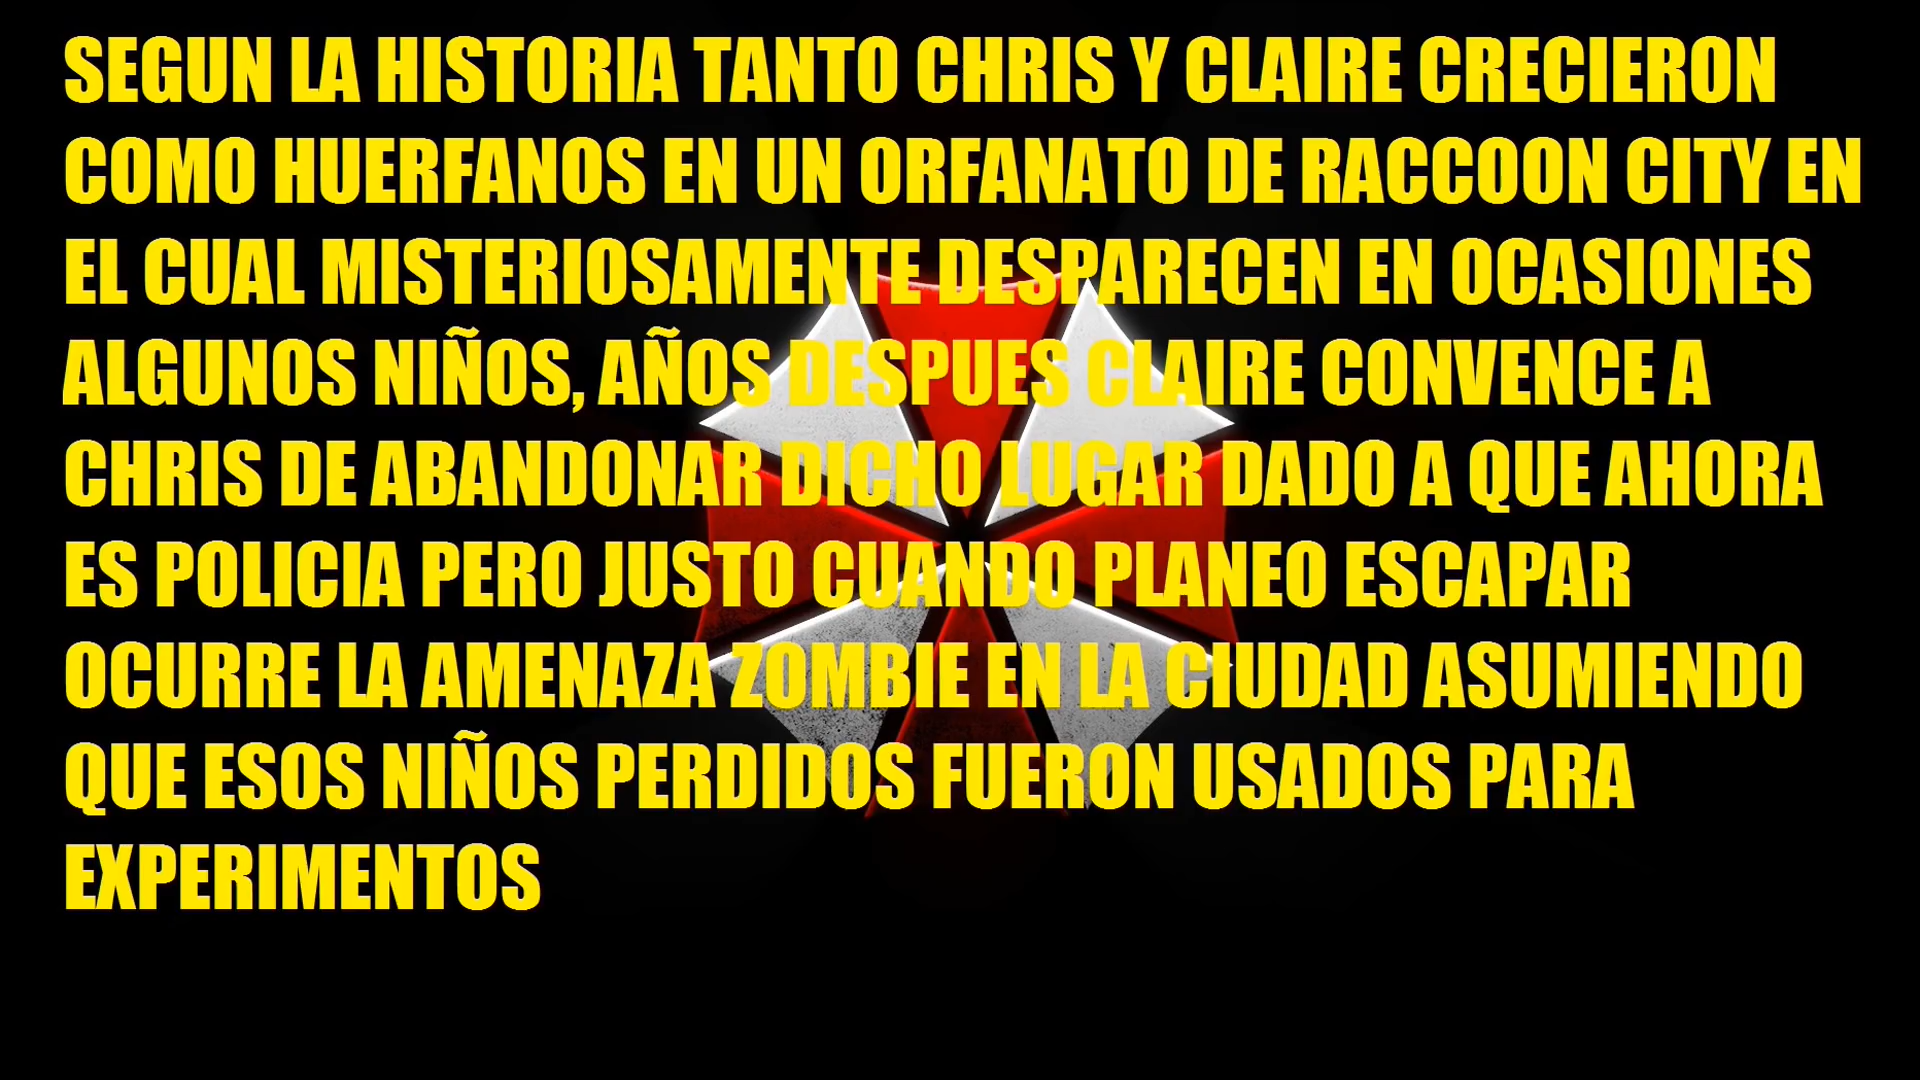 SEGUN LA HISTORIA TANTO CHRIS Y CLAIRE CRECIERON
COMO HUERFANOS EN UN ORFANATO DE RACCOON CITY EN
EL CUAL MISTERIOSAMENTE DESPARECEN EN OCASIONES
ALGUNOS NIÑOS, AÑOS DESPUES CLAIRE CONVENCE A
CHRIS DE ABANDONAR DICHO LUGAR DADO A QUE AHORA
ES POLICIA PERO JUSTO CUANDO PLANEO ESCAPAR
OCURRE LA AMENAZA ZOMBIE EN LA CIUDAD ASUMIENDO
QUE ESOS NIÑOS PERDIDOS FUERON USADOS PARA
EXPERIMENTOS